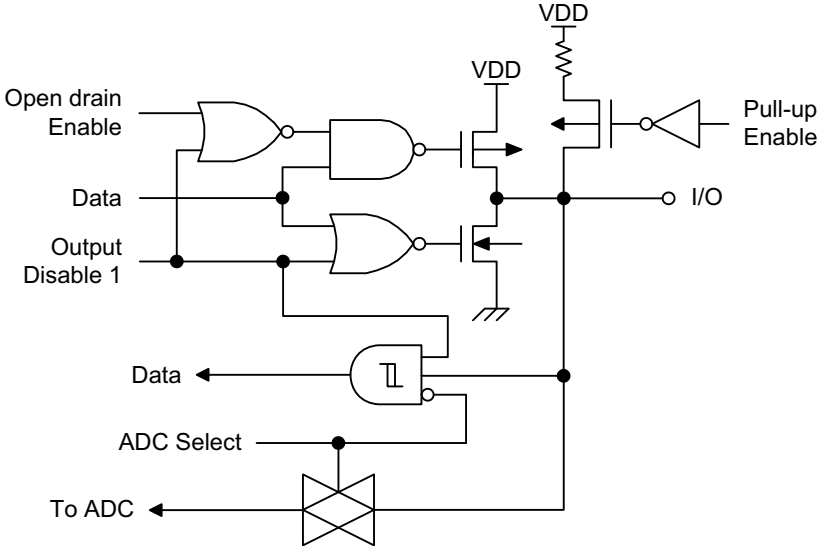 VDD
VDD
Open drain
Enable
Pull-up
Enable
Data
I/O
Output
Disable 1
Data
ADC Select
To ADC